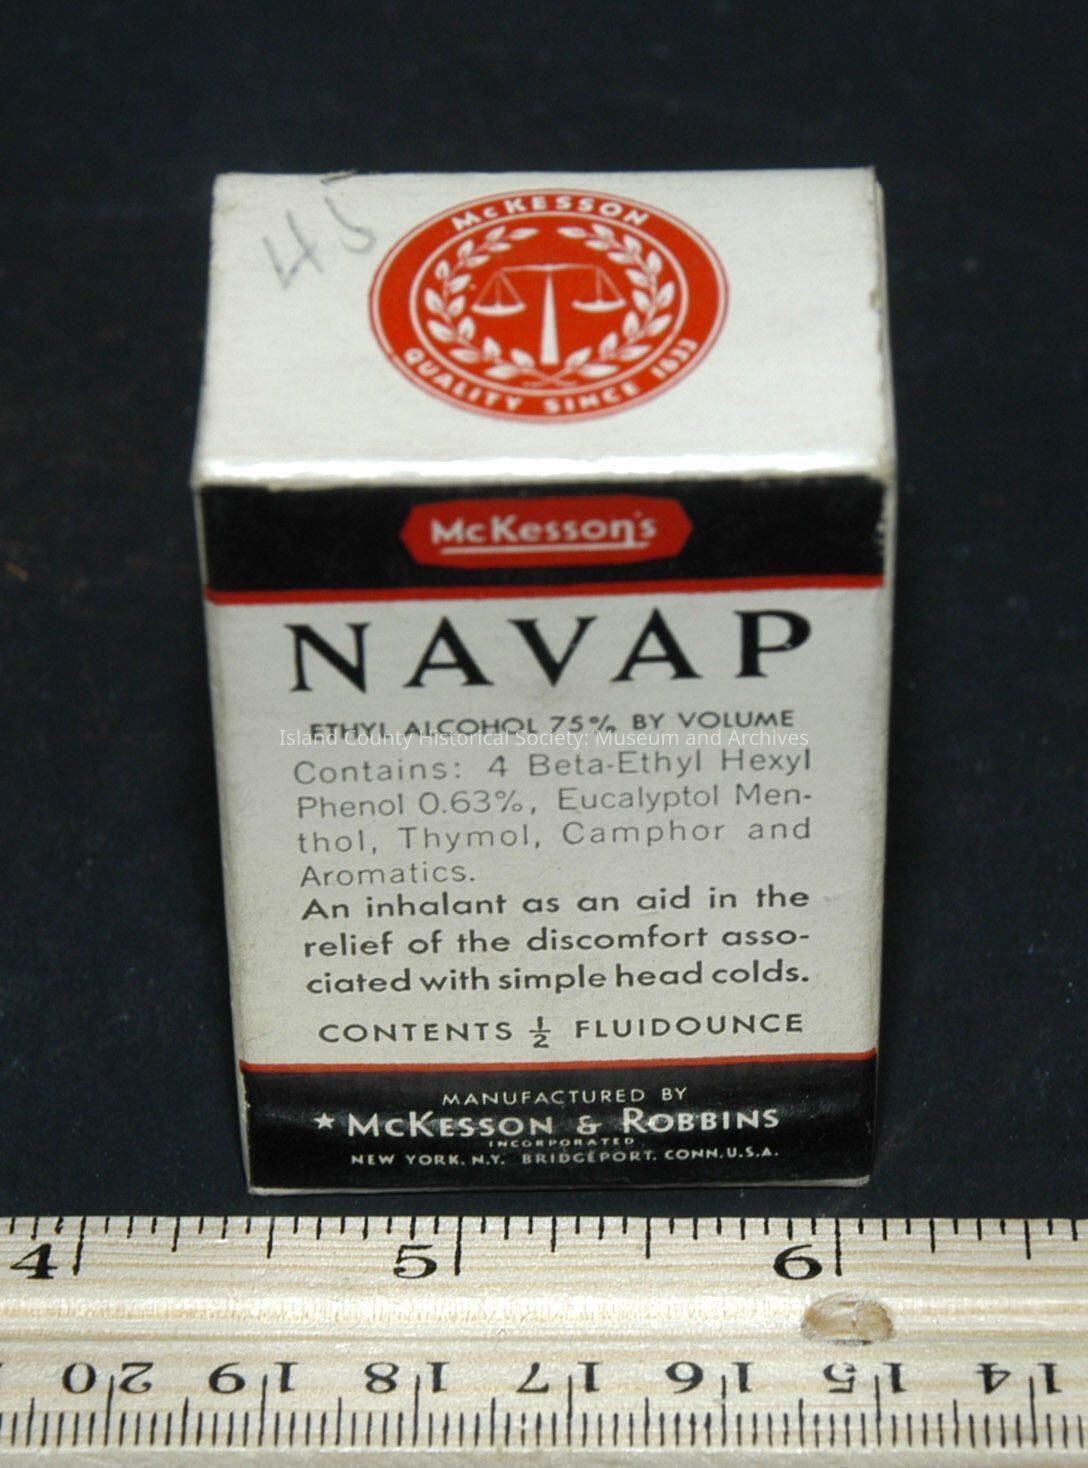 45
McKESSON
QUALITY SINCE 1833
McKesson's
NAVAP
ETHYL ALCOHOL 75% BY VOLUME
Island County Historical Society: Museum and Archives
Contains: 4 Beta-Ethyl Hexyl
Phenol 0.63%, Eucalyptol Men-
thol, Thymol, Camphor and
Aromatics.
An inhalant as an aid in the
relief of the discomfort asso-
ciated with simple head colds.
CONTENTS ½ FLUIDOUNCE
MANUFACTURED BY
★ McKESSON & ROBBINS
INCORPORATED
NEW YORK, N.Y. BRIDGEPORT, CONN. U.S.A.
4 5 6
20 19 18 17 16 15 14